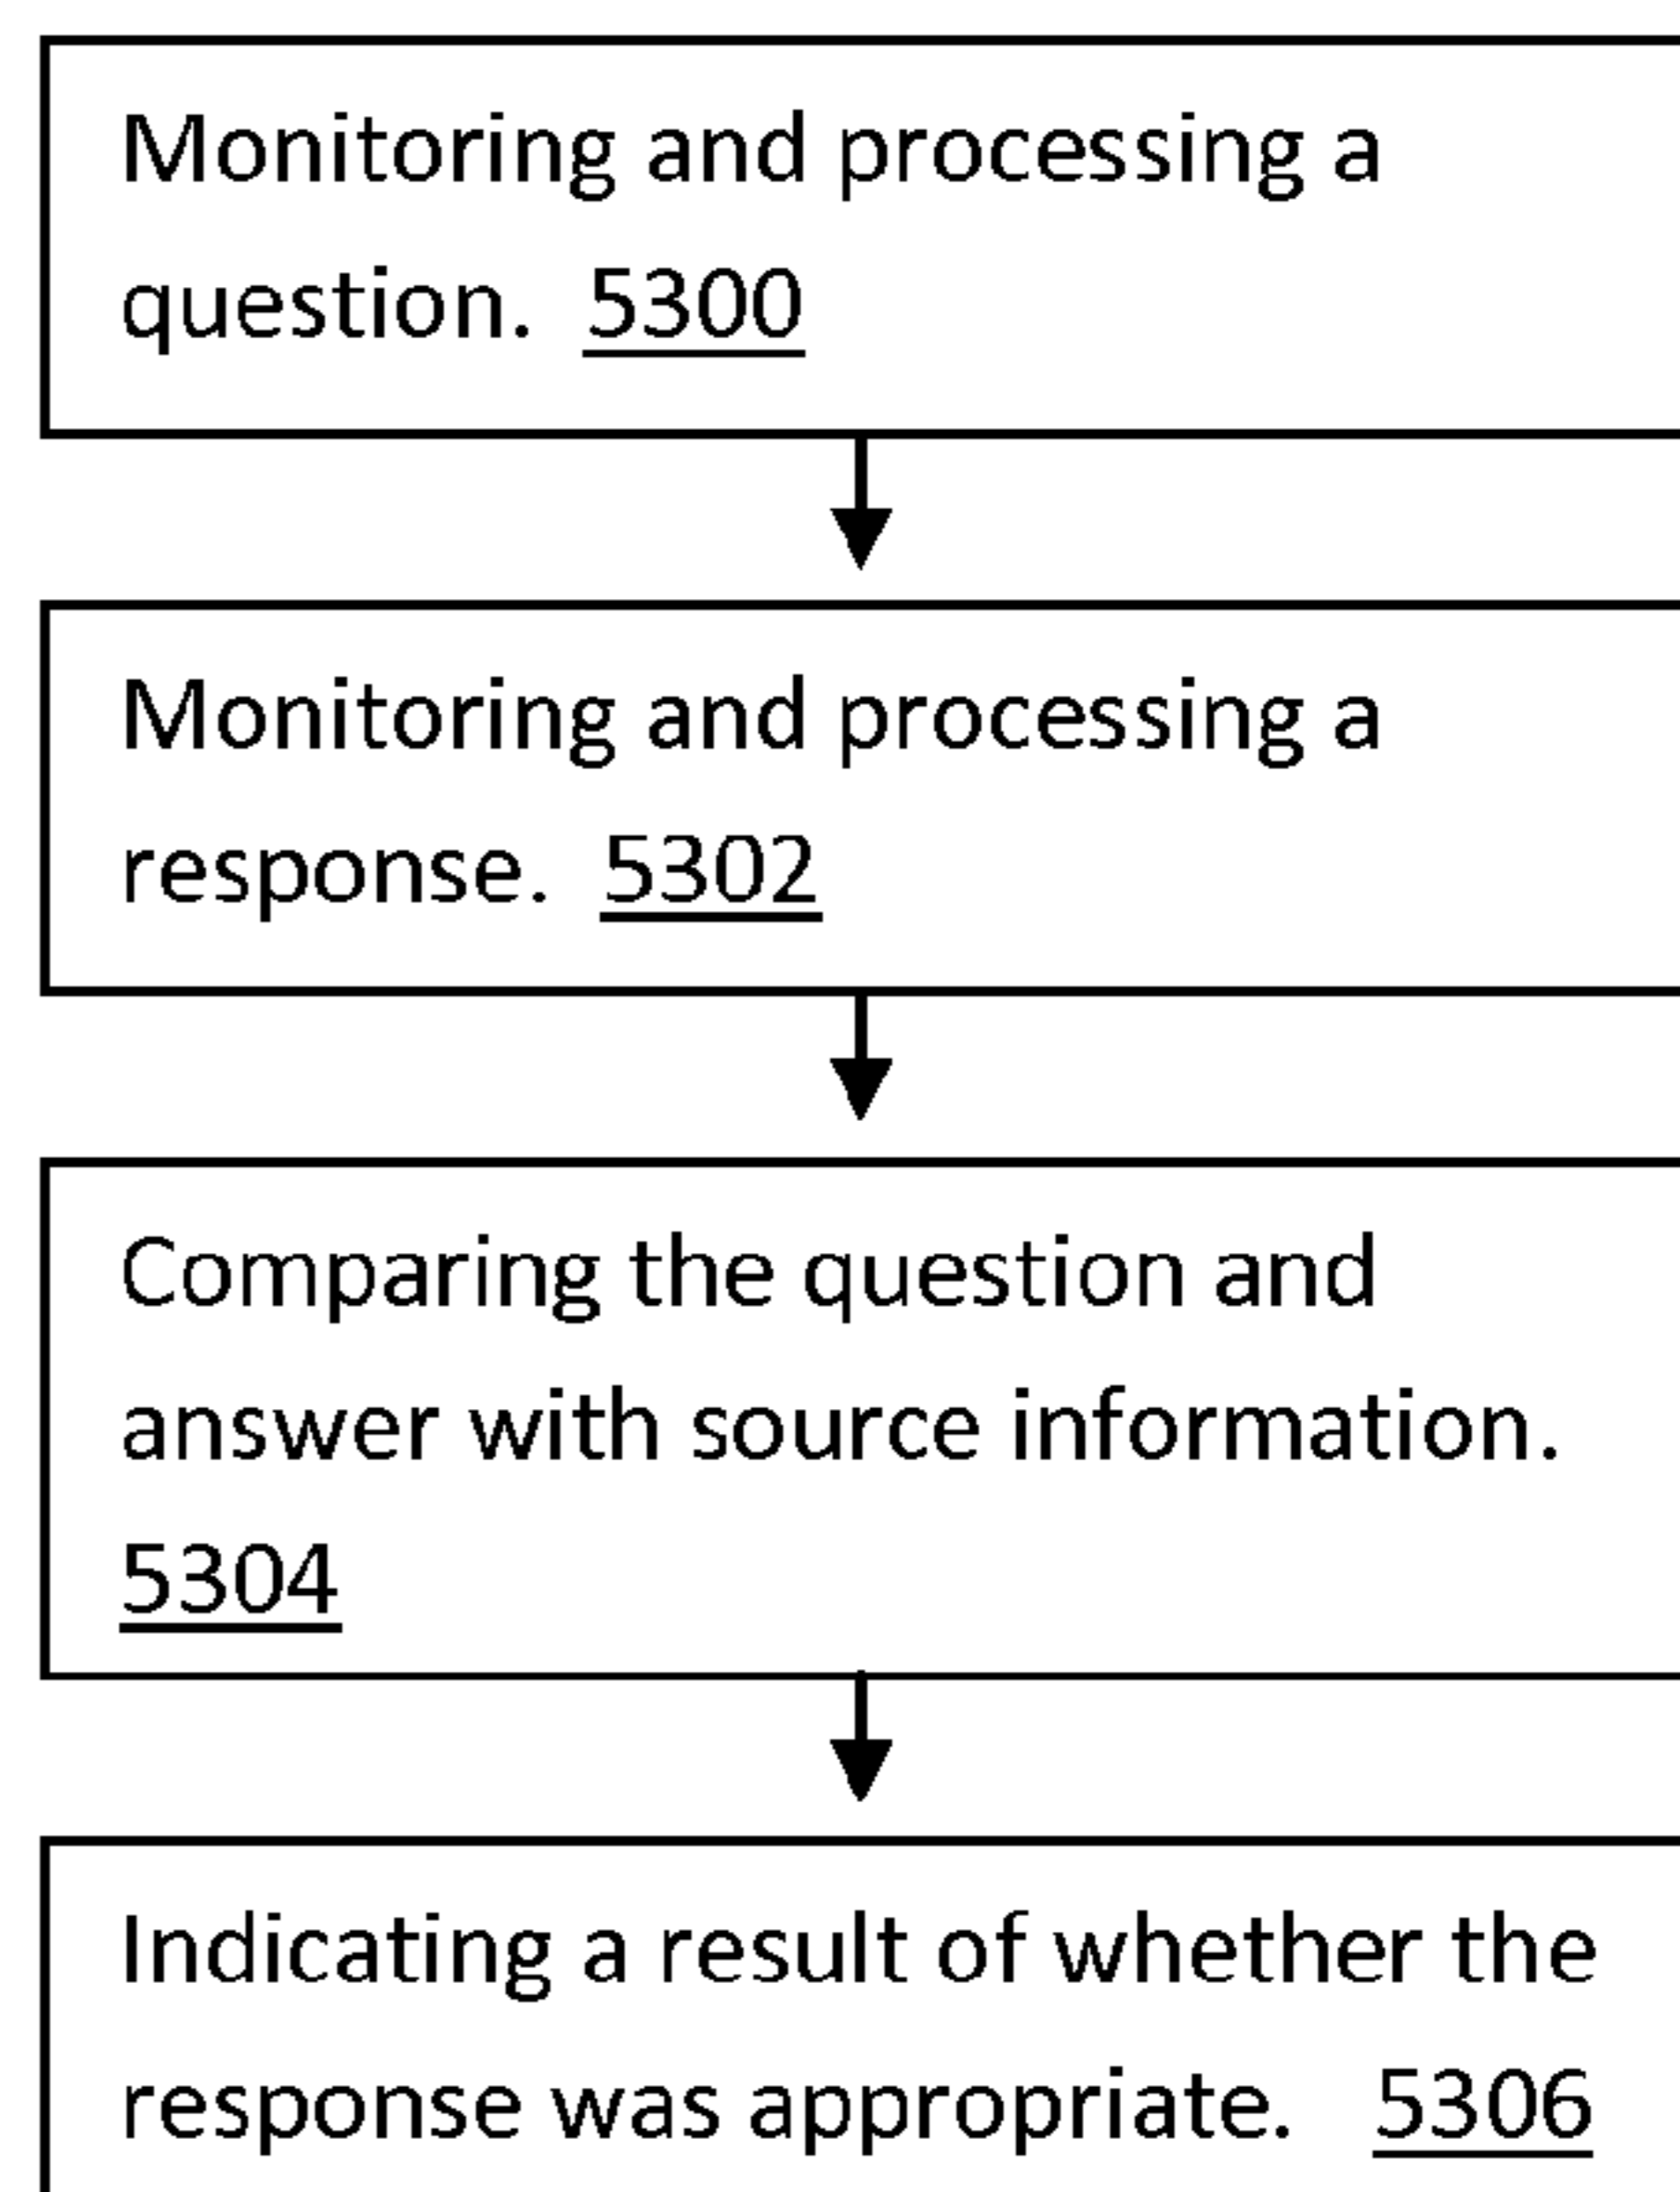 Monitoring and processing a
question. 5300
Monitoring and processing a
response. 5302
Comparing the question and
answer with source information.
5304
Indicating a result of whether the
response was appropriate. 5306